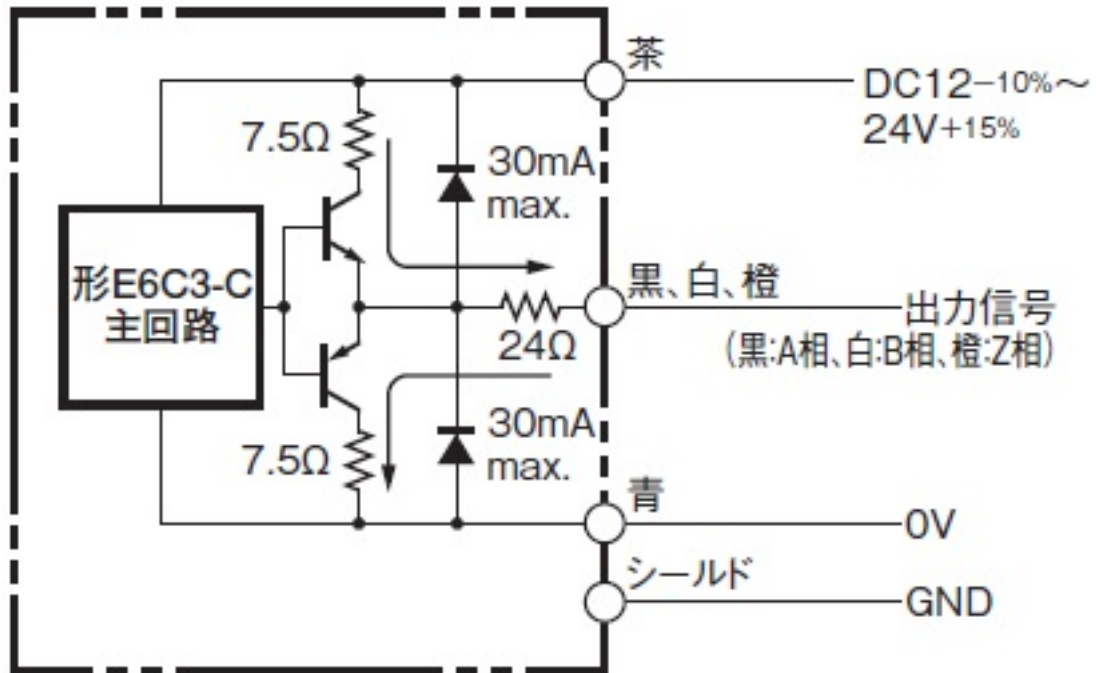 茶
DC12−10%～
24V+15%
7.5Ω
30mA
max.
形E6C3-C
主回路
黒、白、橙
出力信号
24Ω
(黒:A相、白:B相、橙:Z相)
30mA
max.
7.5Ω
青
0V
シールド
GND